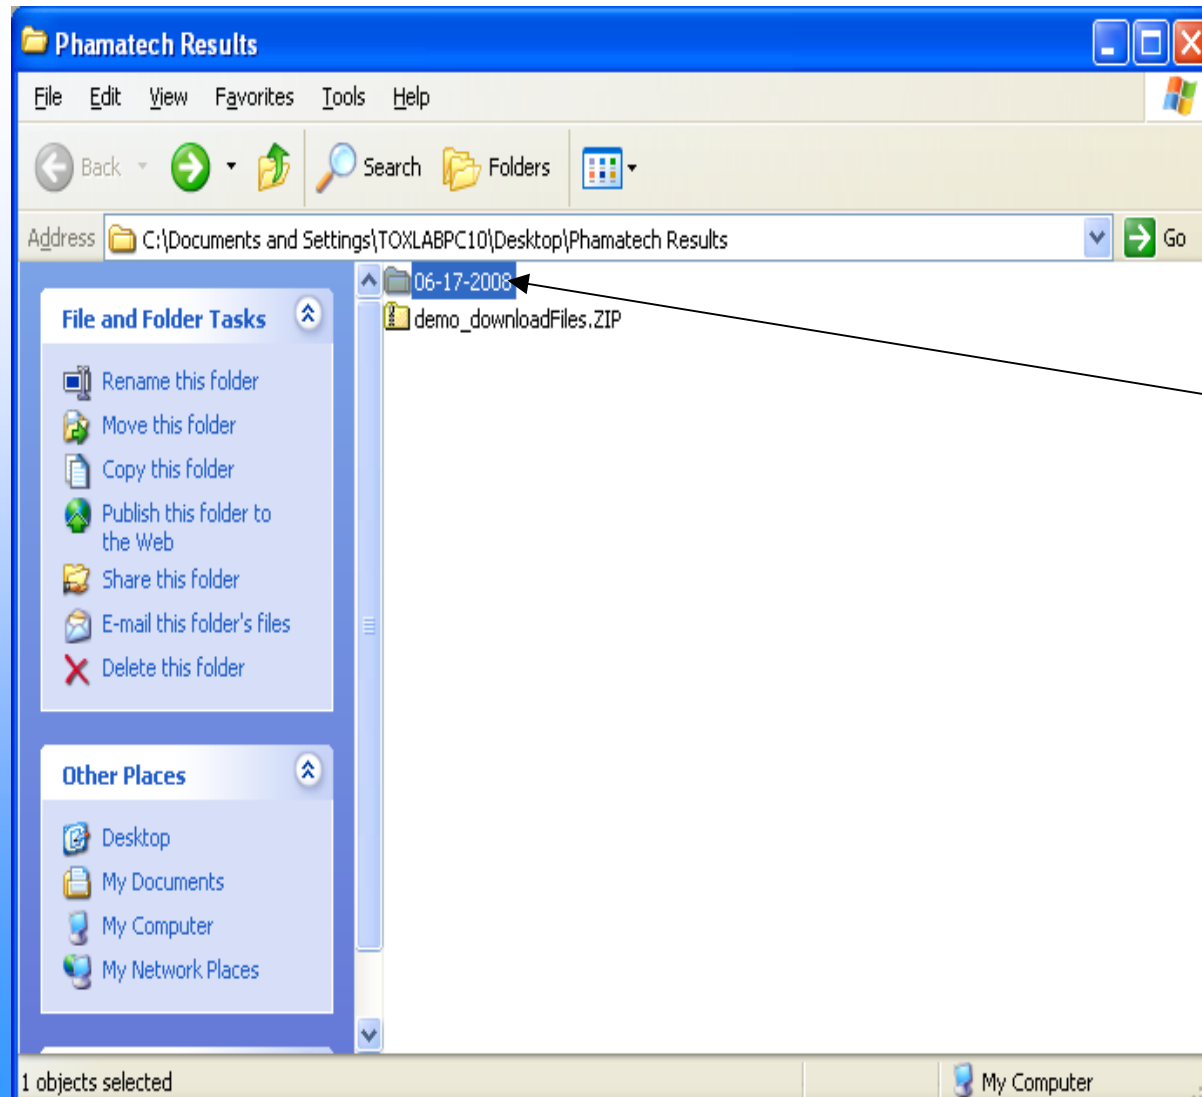 Phamatech Results
File Edit View Favorites Tools Help
Back Search Folders
Address C:\Documents and Settings\TOXLABPC10\Desktop\Phamatech Results Go
File and Folder Tasks
Rename this folder
Move this folder
Copy this folder
Publish this folder to
the Web
Share this folder
E-mail this folder's files
Delete this folder
Other Places
Desktop
My Documents
My Computer
My Network Places
06-17-2008
demo_downloadFiles.ZIP
1 objects selected My Computer